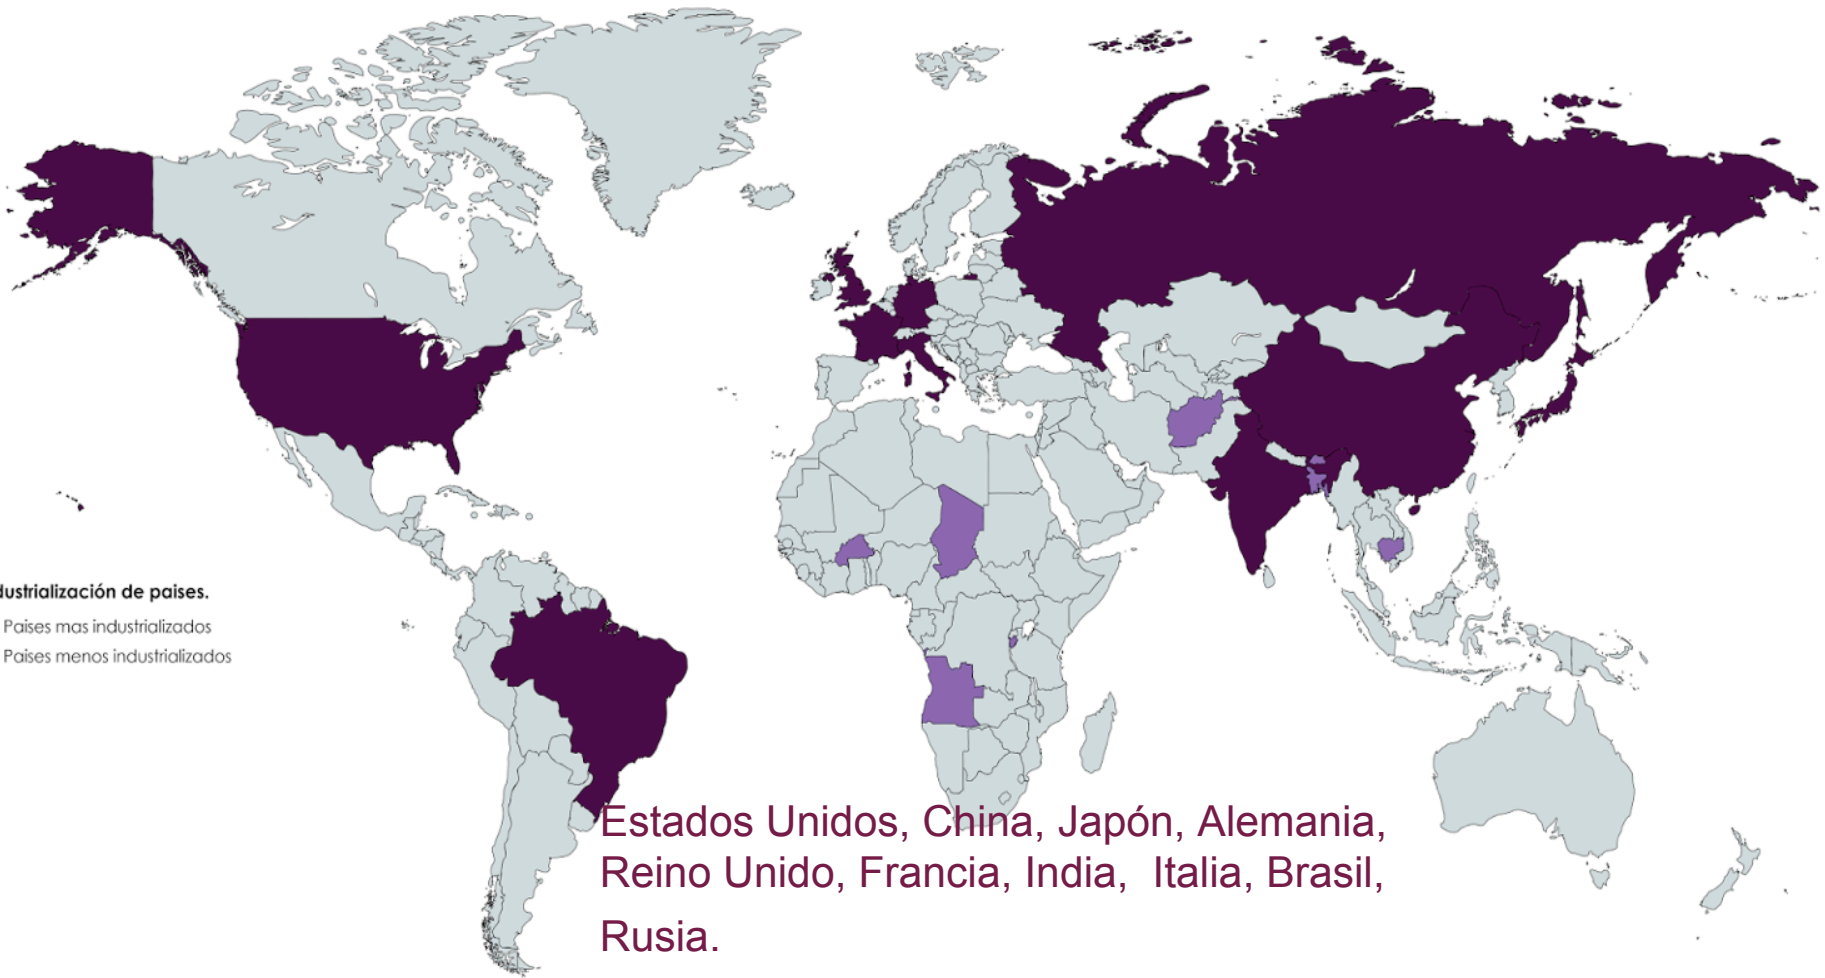 dustrialización de paises.
Paises mas industrializados
Paises menos industrializados
Estados Unidos, China, Japón, Alemania,
Reino Unido, Francia, India, Italia, Brasil,
Rusia.